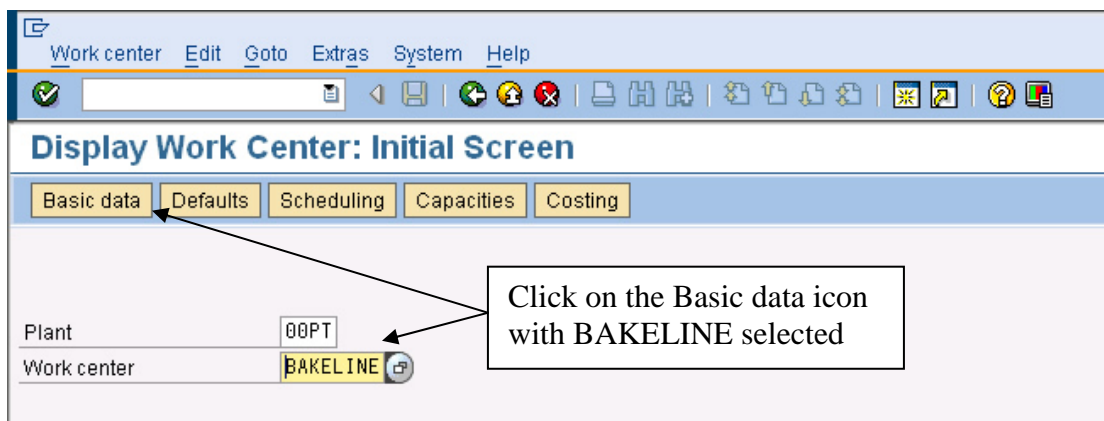 Work center Edit Goto Extras System Help
Display Work Center: Initial Screen
Basic data Defaults Scheduling Capacities Costing
Click on the Basic data icon
with BAKELINE selected
Plant 00PT
Work center BAKELINE